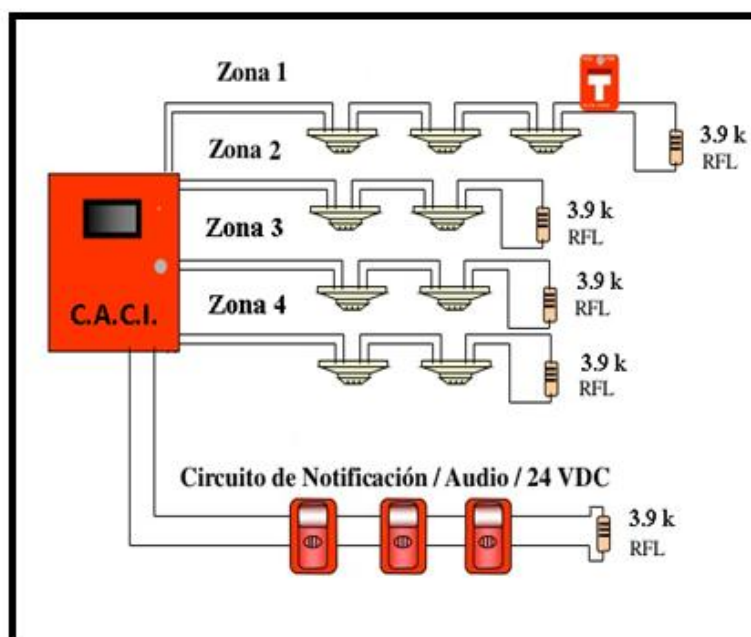 Zona 1
T
3.9 k
RFL
Zona 2
3.9 k
RFL
Zona 3
3.9 k
RFL
C.A.C.I.
Zona 4
3.9 k
RFL
Circuito de Notificación / Audio / 24 VDC
3.9 k
RFL